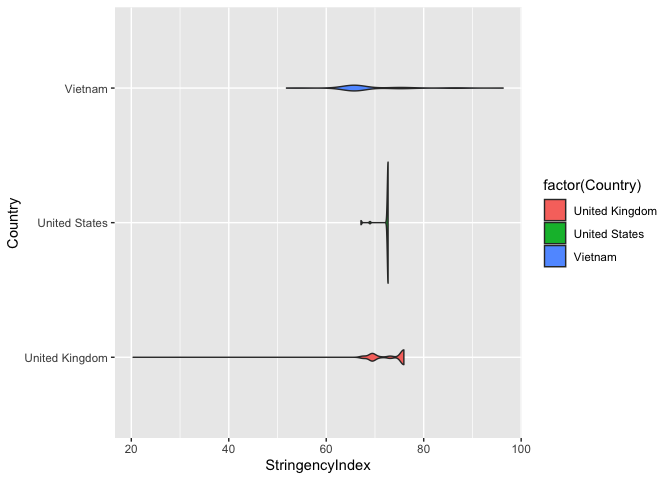 Vietnam
United States
United Kingdom
Country
20 40 60 80 100
StringencyIndex
factor(Country)
United Kingdom
United States
Vietnam